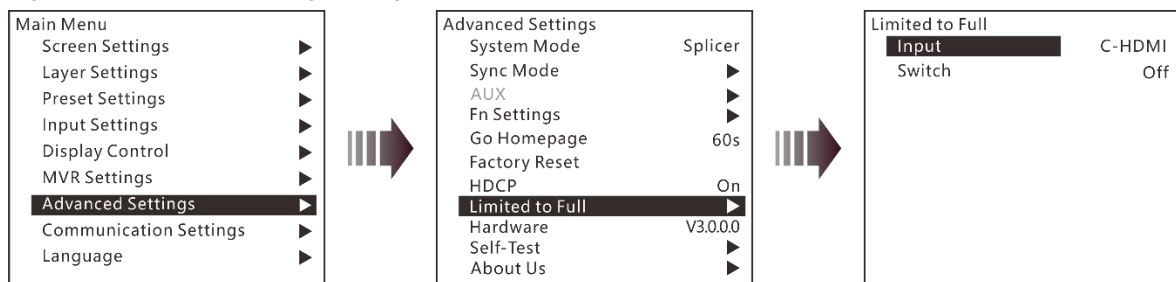 Main Menu
Screen Settings
Layer Settings
Preset Settings
Input Settings
Display Control
MVR Settings
Advanced Settings
Communication Settings
Language
Advanced Settings
System Mode Splicer
Sync Mode
AUX
Fn Settings
Go Homepage 60s
Factory Reset
HDCP On
Limited to Full
Hardware V3.0.0.0
Self-Test
About Us
Limited to Full
Input C-HDMI
Switch Off